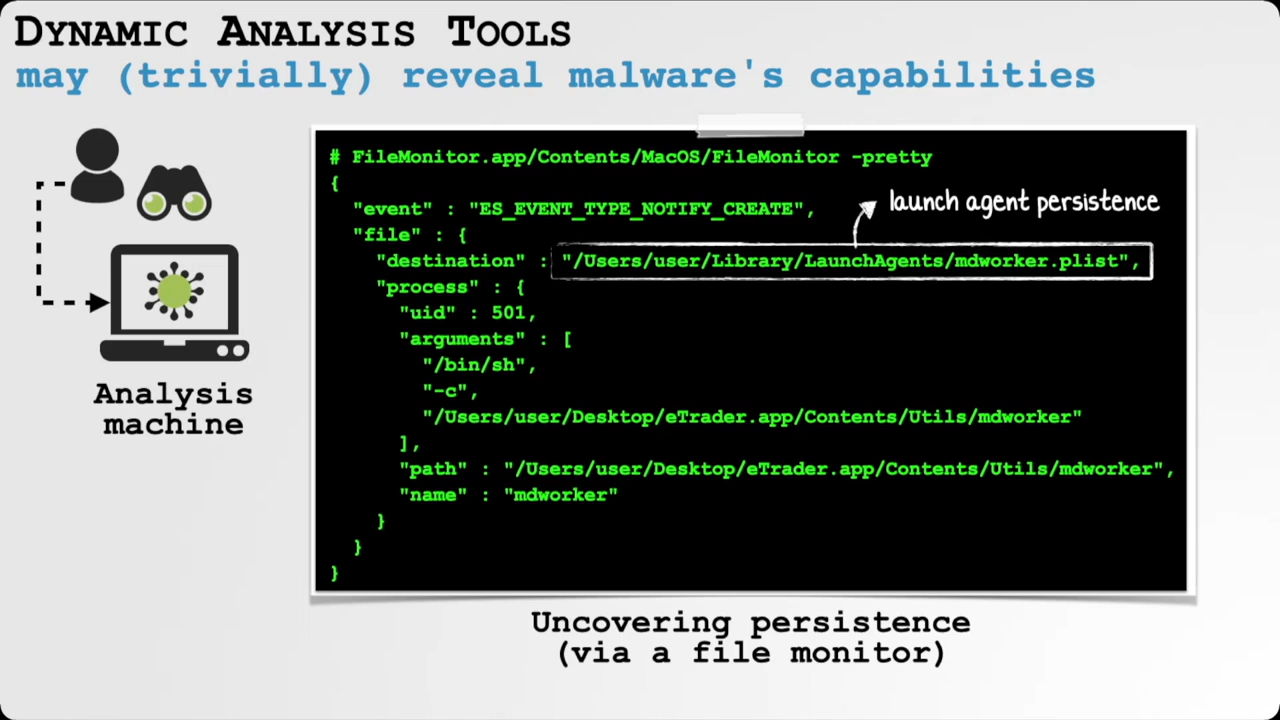 DYNAMIC ANALYSIS TOOLS
may (trivially) reveal malware's capabilities
# FileMonitor.app/Contents/MacOS/FileMonitor -pretty
{
"event" : "ES_EVENT_TYPE_NOTIFY_CREATE",
launch agent persistence
"file" : {
"destination" : "/Users/user/Library/LaunchAgents/mdworker.plist",
"process" : {
"uid" : 501,
"arguments" : [
"/bin/sh",
"-c",
"/Users/user/Desktop/eTrader.app/Contents/Utils/mdworker"
],
"path" : "/Users/user/Desktop/eTrader.app/Contents/Utils/mdworker",
"name" : "mdworker"
}
}
}
Analysis
machine
Uncovering persistence
(via a file monitor)